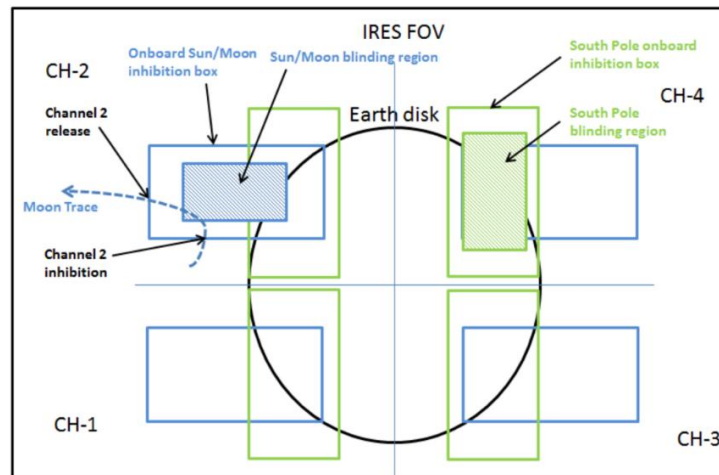 IRES FOV
CH-2
Onboard Sun/Moon
inhibition box
Sun/Moon blinding region
South Pole onboard
inhibition box
CH-4
Channel 2
release
Earth disk
South Pole
blinding region
Moon Trace
Channel 2
inhibition
CH-1
CH-3